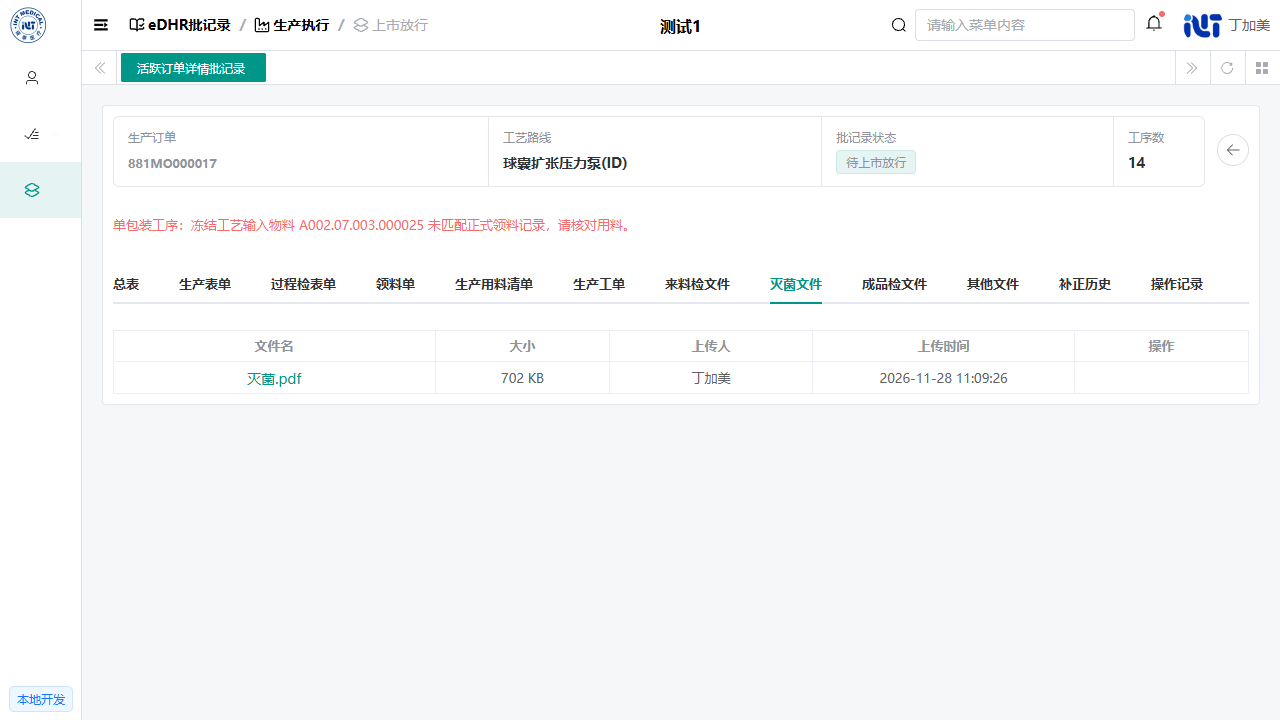 eDHR批记录 / 生产执行 / 上市放行
测试1
请输入菜单内容
丁加美
活跃订单详情批记录
生产订单
881MO000017
工艺路线
球囊扩张压力泵(ID)
批记录状态
待上市放行
工序数
14
单包装工序：冻结工艺输入物料 A002.07.003.000025 未匹配正式领料记录，请核对用料。
总表 生产表单 过程检表单 领料单 生产用料清单 生产工单 来料检文件 灭菌文件 成品检文件 其他文件 补正历史 操作记录
文件名 大小 上传人 上传时间 操作
灭菌.pdf 702 KB 丁加美 2026-11-28 11:09:26
本地开发